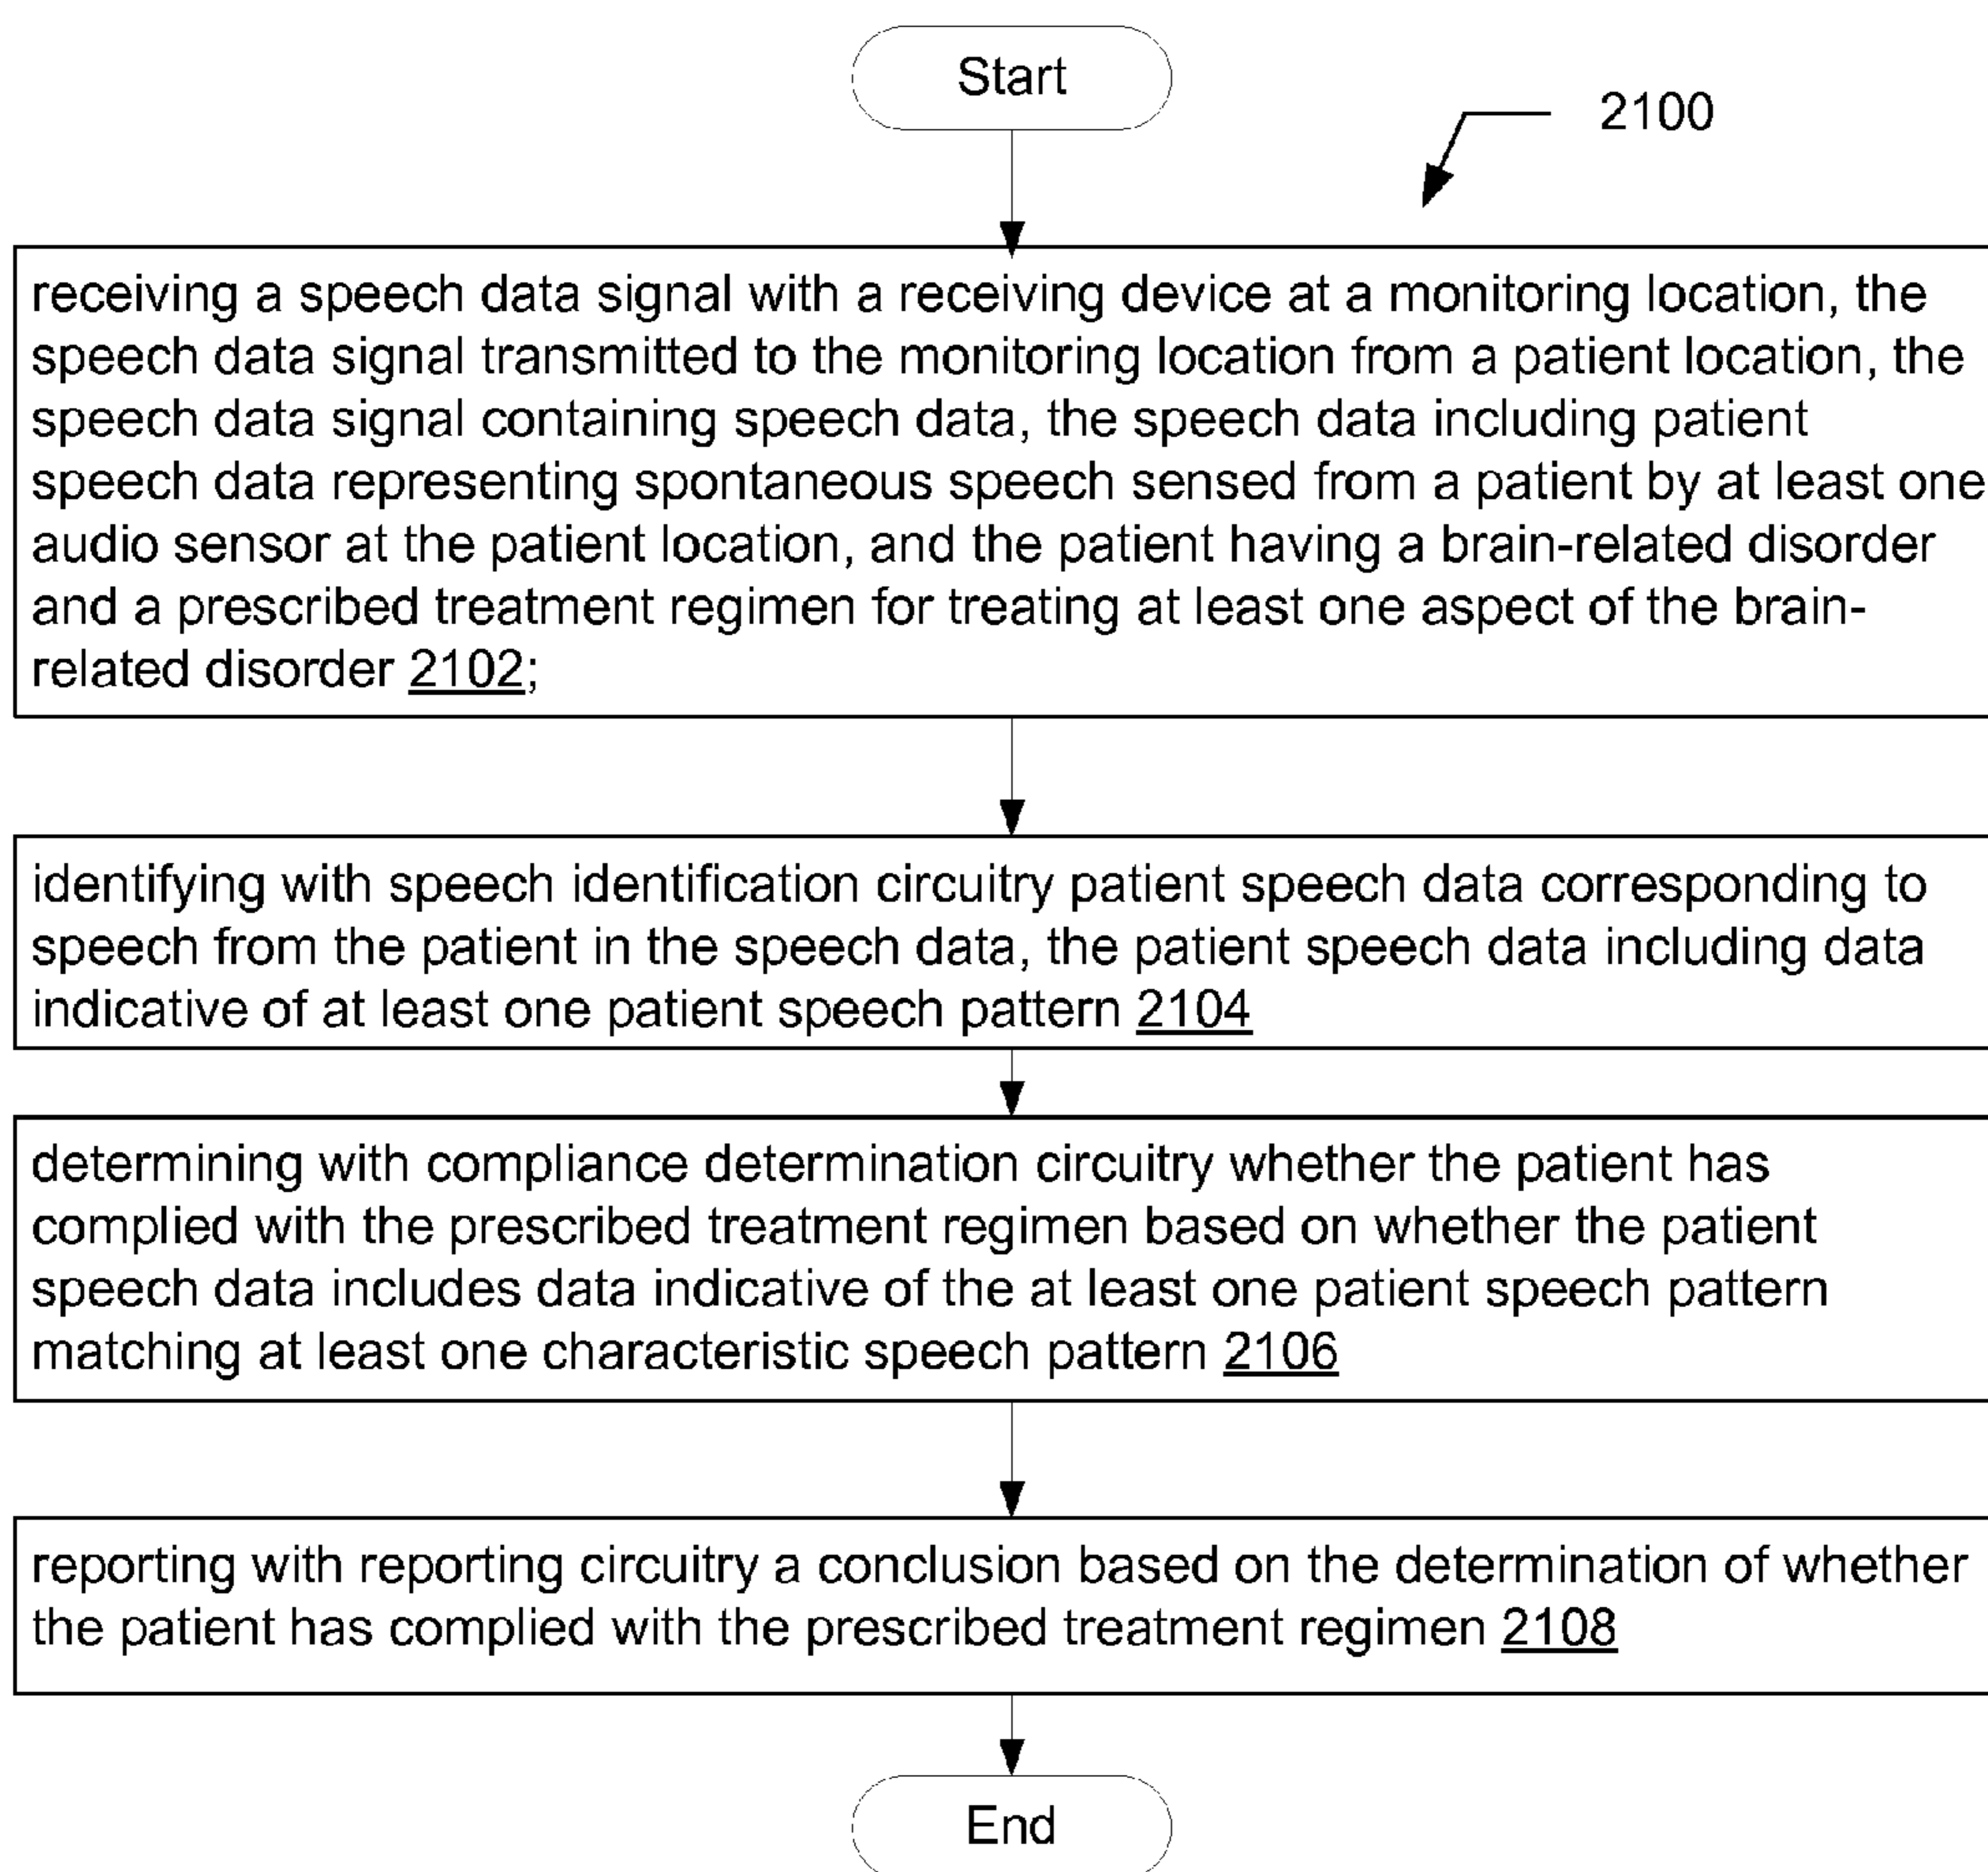 Start
2100
receiving a speech data signal with a receiving device at a monitoring location, the
speech data signal transmitted to the monitoring location from a patient location, the
speech data signal containing speech data, the speech data including patient
speech data representing spontaneous speech sensed from a patient by at least one
audio sensor at the patient location, and the patient having a brain-related disorder
and a prescribed treatment regimen for treating at least one aspect of the brain-
related disorder 2102;
identifying with speech identification circuitry patient speech data corresponding to
speech from the patient in the speech data, the patient speech data including data
indicative of at least one patient speech pattern 2104
determining with compliance determination circuitry whether the patient has
complied with the prescribed treatment regimen based on whether the patient
speech data includes data indicative of the at least one patient speech pattern
matching at least one characteristic speech pattern 2106
reporting with reporting circuitry a conclusion based on the determination of whether
the patient has complied with the prescribed treatment regimen 2108
End